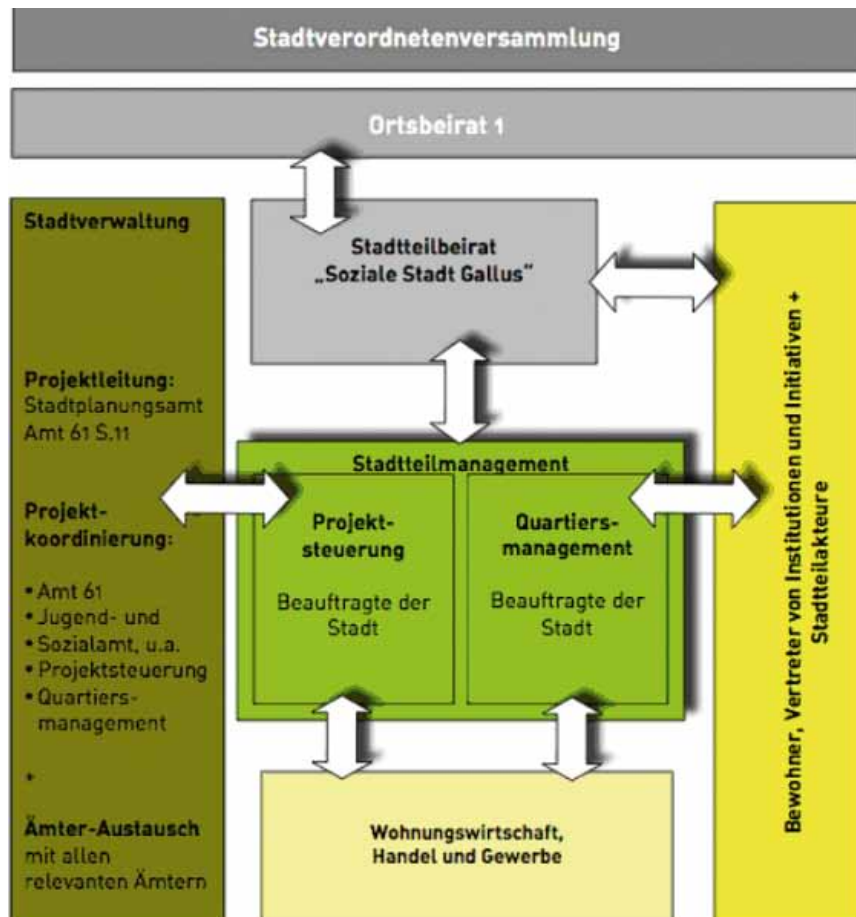 Stadtverordnetenversammlung
Ortsbeirat 1
Stadtverwaltung
Projektleitung:
Stadtplanungsamt
Amt 61 S.11
Projekt-
koordinierung:
• Amt 61
• Jugend- und
• Sozialamt, u.a.
• Projektsteuerung
• Quartiers-
management
+
Ämter-Austausch
mit allen
relevanten Ämtern
Stadtteilbeirat
„Soziale Stadt Gallus“
Stadtteilmanagement
Projekt-
steuerung
Beauftragte der
Stadt
Quartiers-
management
Beauftragte der
Stadt
Wohnungswirtschaft,
Handel und Gewerbe
Bewohner, Vertreter von Institutionen und Initiativen +
Stadtteilakteure